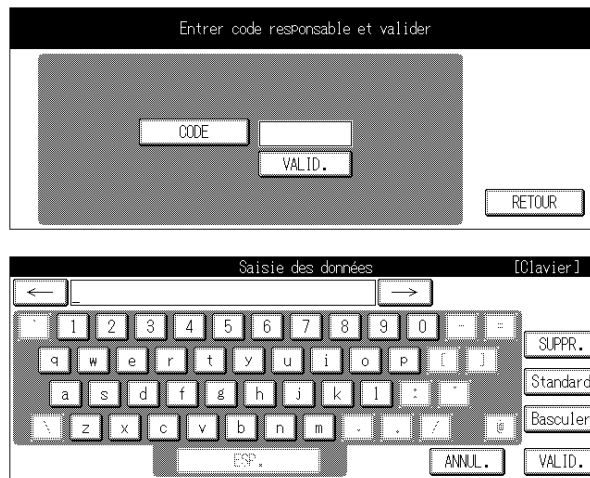 Entrer code responsable et valider
CODE
VALID.
RETOUR
Saisie des données [Clavier]
← _ →
` 1 2 3 4 5 6 7 8 9 0 - =
q w e r t y u i o p [ ]
SUPPR.
a s d f g h j k l
Standard
\ z x c v b n m , . / @
Basculer
ESP. ANNUL. VALID.